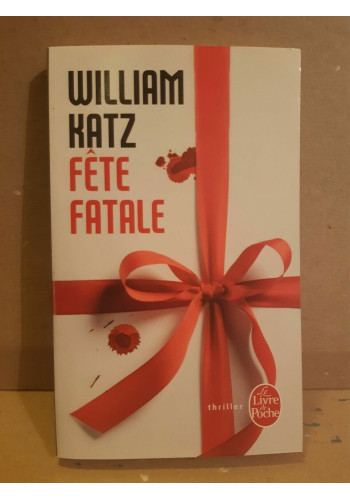 WILLIAM
KATZ
FÊTE
FATALE
thriller
Le
Livre
de
Poche